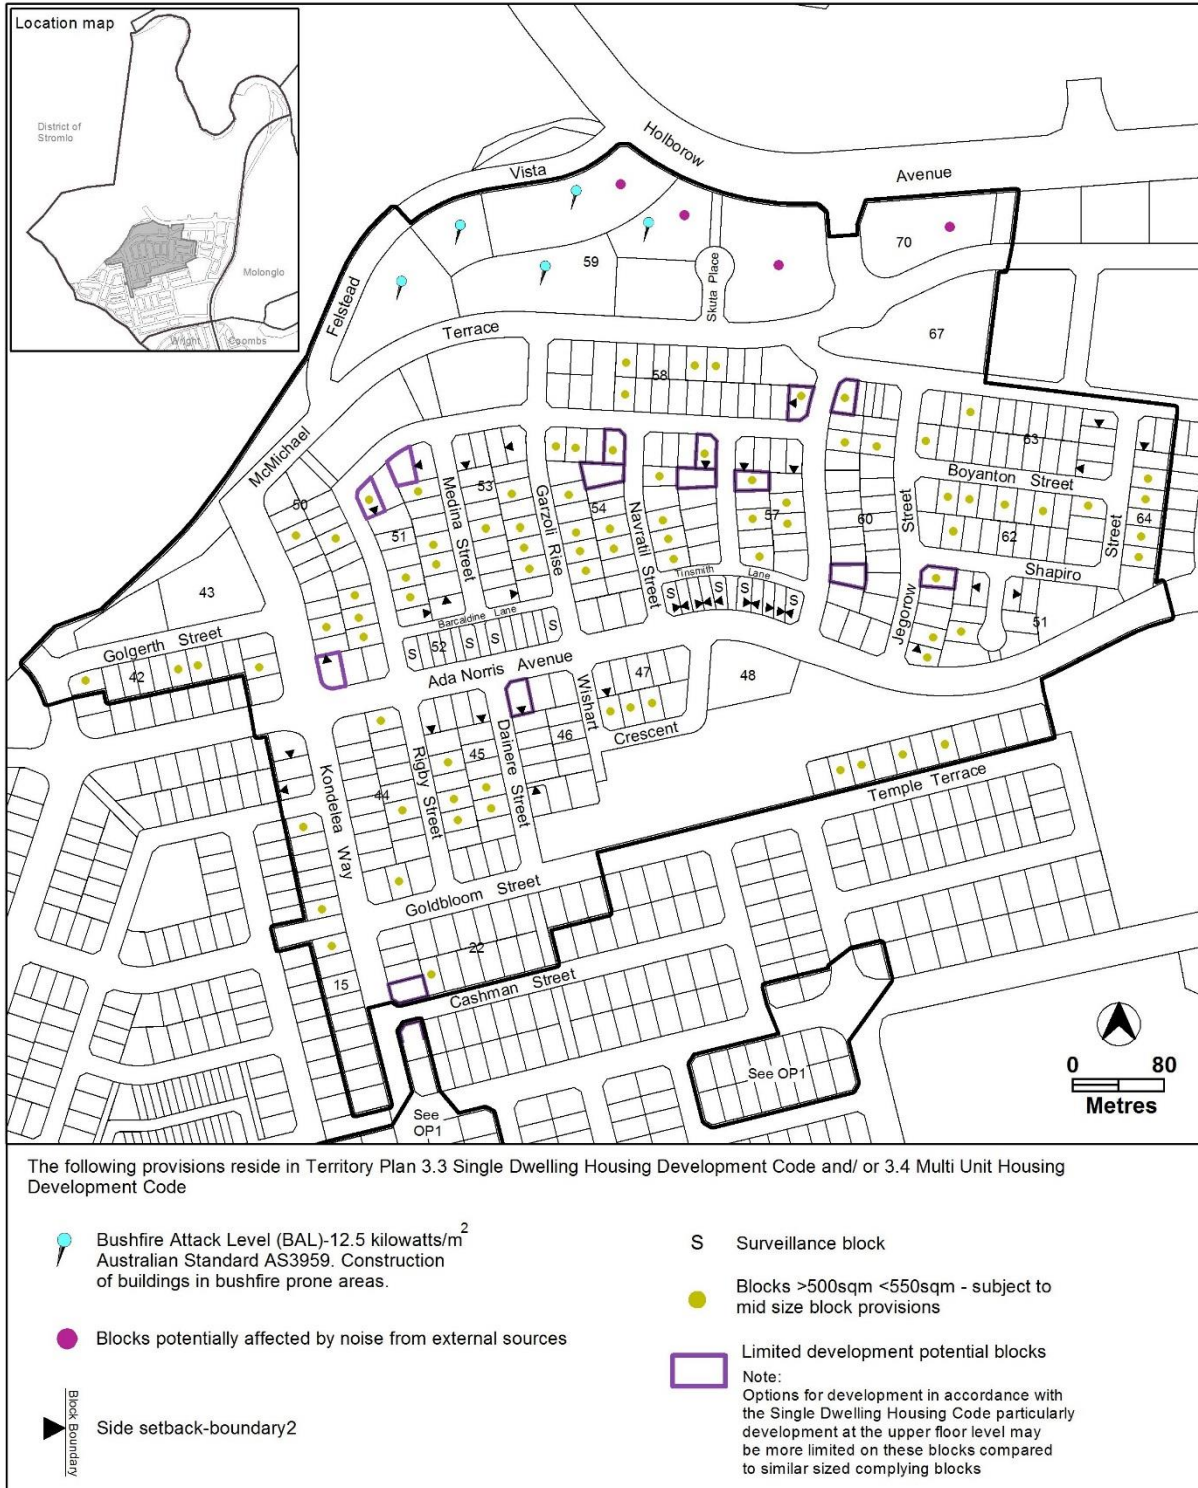 Location map
District of
Stromlo
Molonglo
Wright
Coombs
Holborow
Avenue
Vista
Felstead
59
70
Skuta Place
67
Terrace
58
McMichael
63
Boyanton Street
50
53
Medina Street
51
Garzoli Rise
54
Navratil Street
57
60
Street
62
64
Street
Shapiro
43
Tinsmith Lane
Jegorow
51
Golgerth Street
42
Barcaldine Lane
S
S
S
S
S
S
S
S
52
Ada Norris Avenue
47
48
Wishart
Crescent
46
45
Dainere Street
Rigby Street
44
Kondelea Way
Temple Terrace
Goldbloom Street
22
15
Cashman Street
See OP1
See
OP1
0 80
Metres
The following provisions reside in Territory Plan 3.3 Single Dwelling Housing Development Code and/ or 3.4 Multi Unit Housing
Development Code
Bushfire Attack Level (BAL)-12.5 kilowatts/m2
Australian Standard AS3959. Construction
of buildings in bushfire prone areas.
Blocks potentially affected by noise from external sources
Block Boundary
Side setback-boundary2
S Surveillance block
Blocks >500sqm <550sqm - subject to
mid size block provisions
Limited development potential blocks
Note:
Options for development in accordance with
the Single Dwelling Housing Code particularly
development at the upper floor level may
be more limited on these blocks compared
to similar sized complying blocks